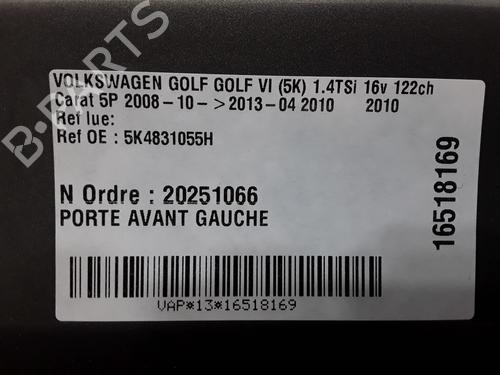 VOLKSWAGEN GOLF GOLF VI (5K) 1.4TSi 16v 122ch
Carat 5P 2008-10->2013-04 2010 2010
Ref lue:
Ref OE : 5K4831055H
N Ordre : 20251066
PORTE AVANT GAUCHE
VAP*13*16518169
16518169
B-PARTS